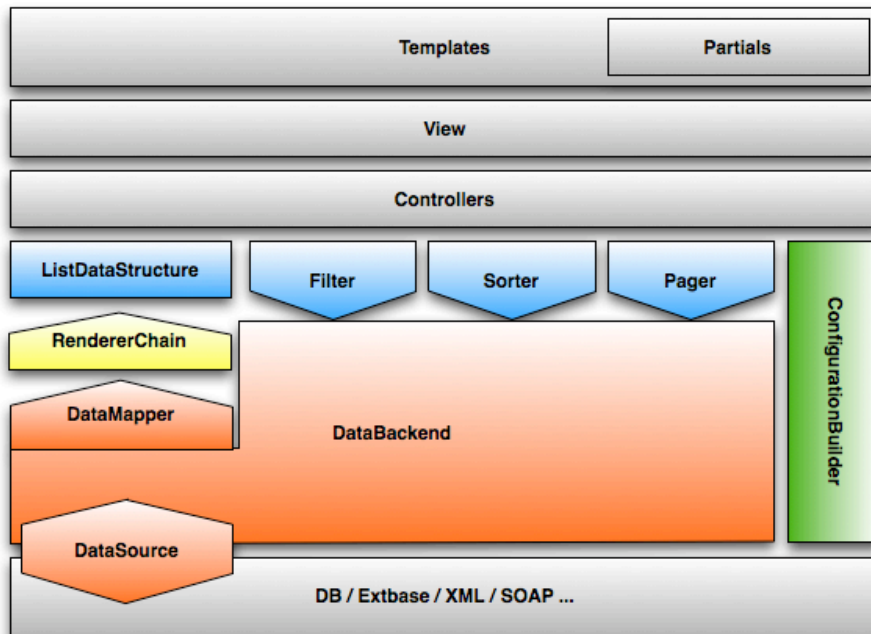 Templates
Partials
View
Controllers
ListDataStructure
Filter
Sorter
Pager
ConfigurationBuilder
RendererChain
DataMapper
DataBackend
DataSource
DB / Extbase / XML / SOAP ...